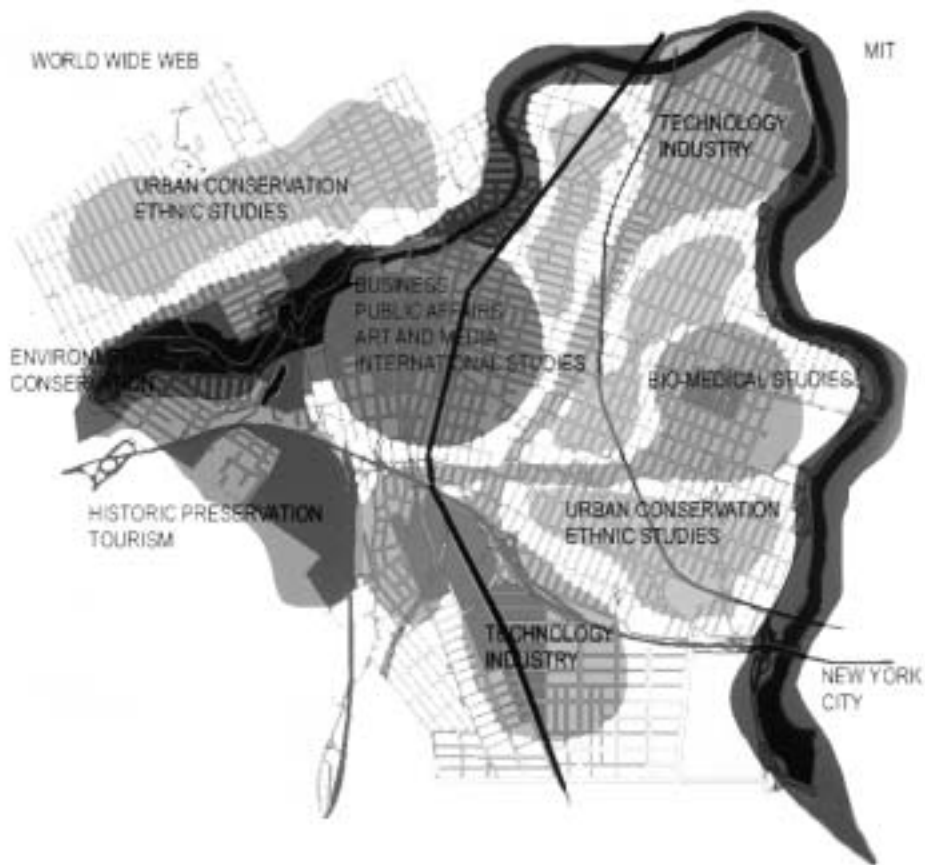 WORLD WIDE WEB
MIT
TECHNOLOGY
INDUSTRY
URBAN CONSERVATION
ETHNIC STUDIES
BUSINESS
PUBLIC AFFAIRS
ART AND MEDIA
INTERNATIONAL STUDIES
ENVIRONMENTAL
CONSERVATION
BIO-MEDICAL STUDIES
HISTORIC PRESERVATION
TOURISM
URBAN CONSERVATION
ETHNIC STUDIES
TECHNOLOGY
INDUSTRY
NEW YORK
CITY